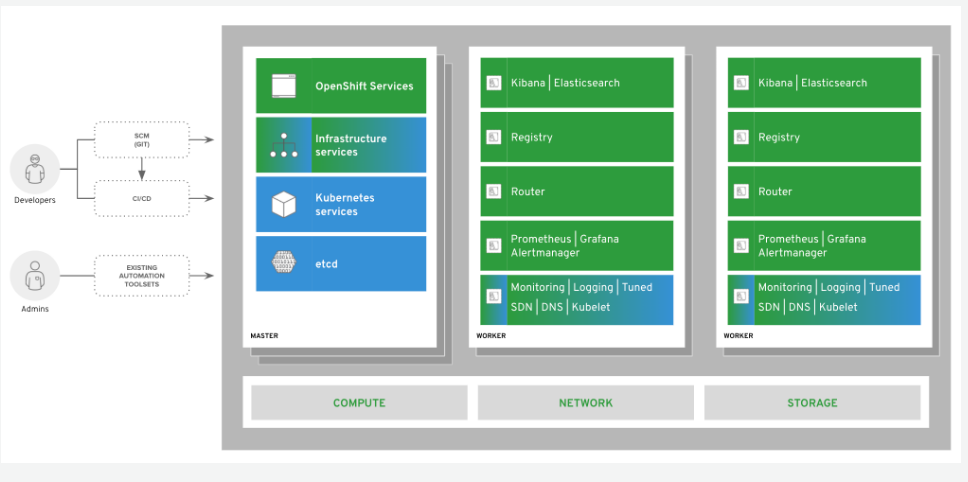 Developers
SCM
(GIT)
CI/CD
Admins
EXISTING
AUTOMATION
TOOLSETS
OpenShift Services
Infrastructure
services
Kubernetes
services
etcd
MASTER
Kibana | Elasticsearch
Registry
Router
Prometheus | Grafana
Alertmanager
Monitoring | Logging | Tuned
SDN | DNS | Kubelet
WORKER
Kibana | Elasticsearch
Registry
Router
Prometheus | Grafana
Alertmanager
Monitoring | Logging | Tuned
SDN | DNS | Kubelet
WORKER
COMPUTE
NETWORK
STORAGE